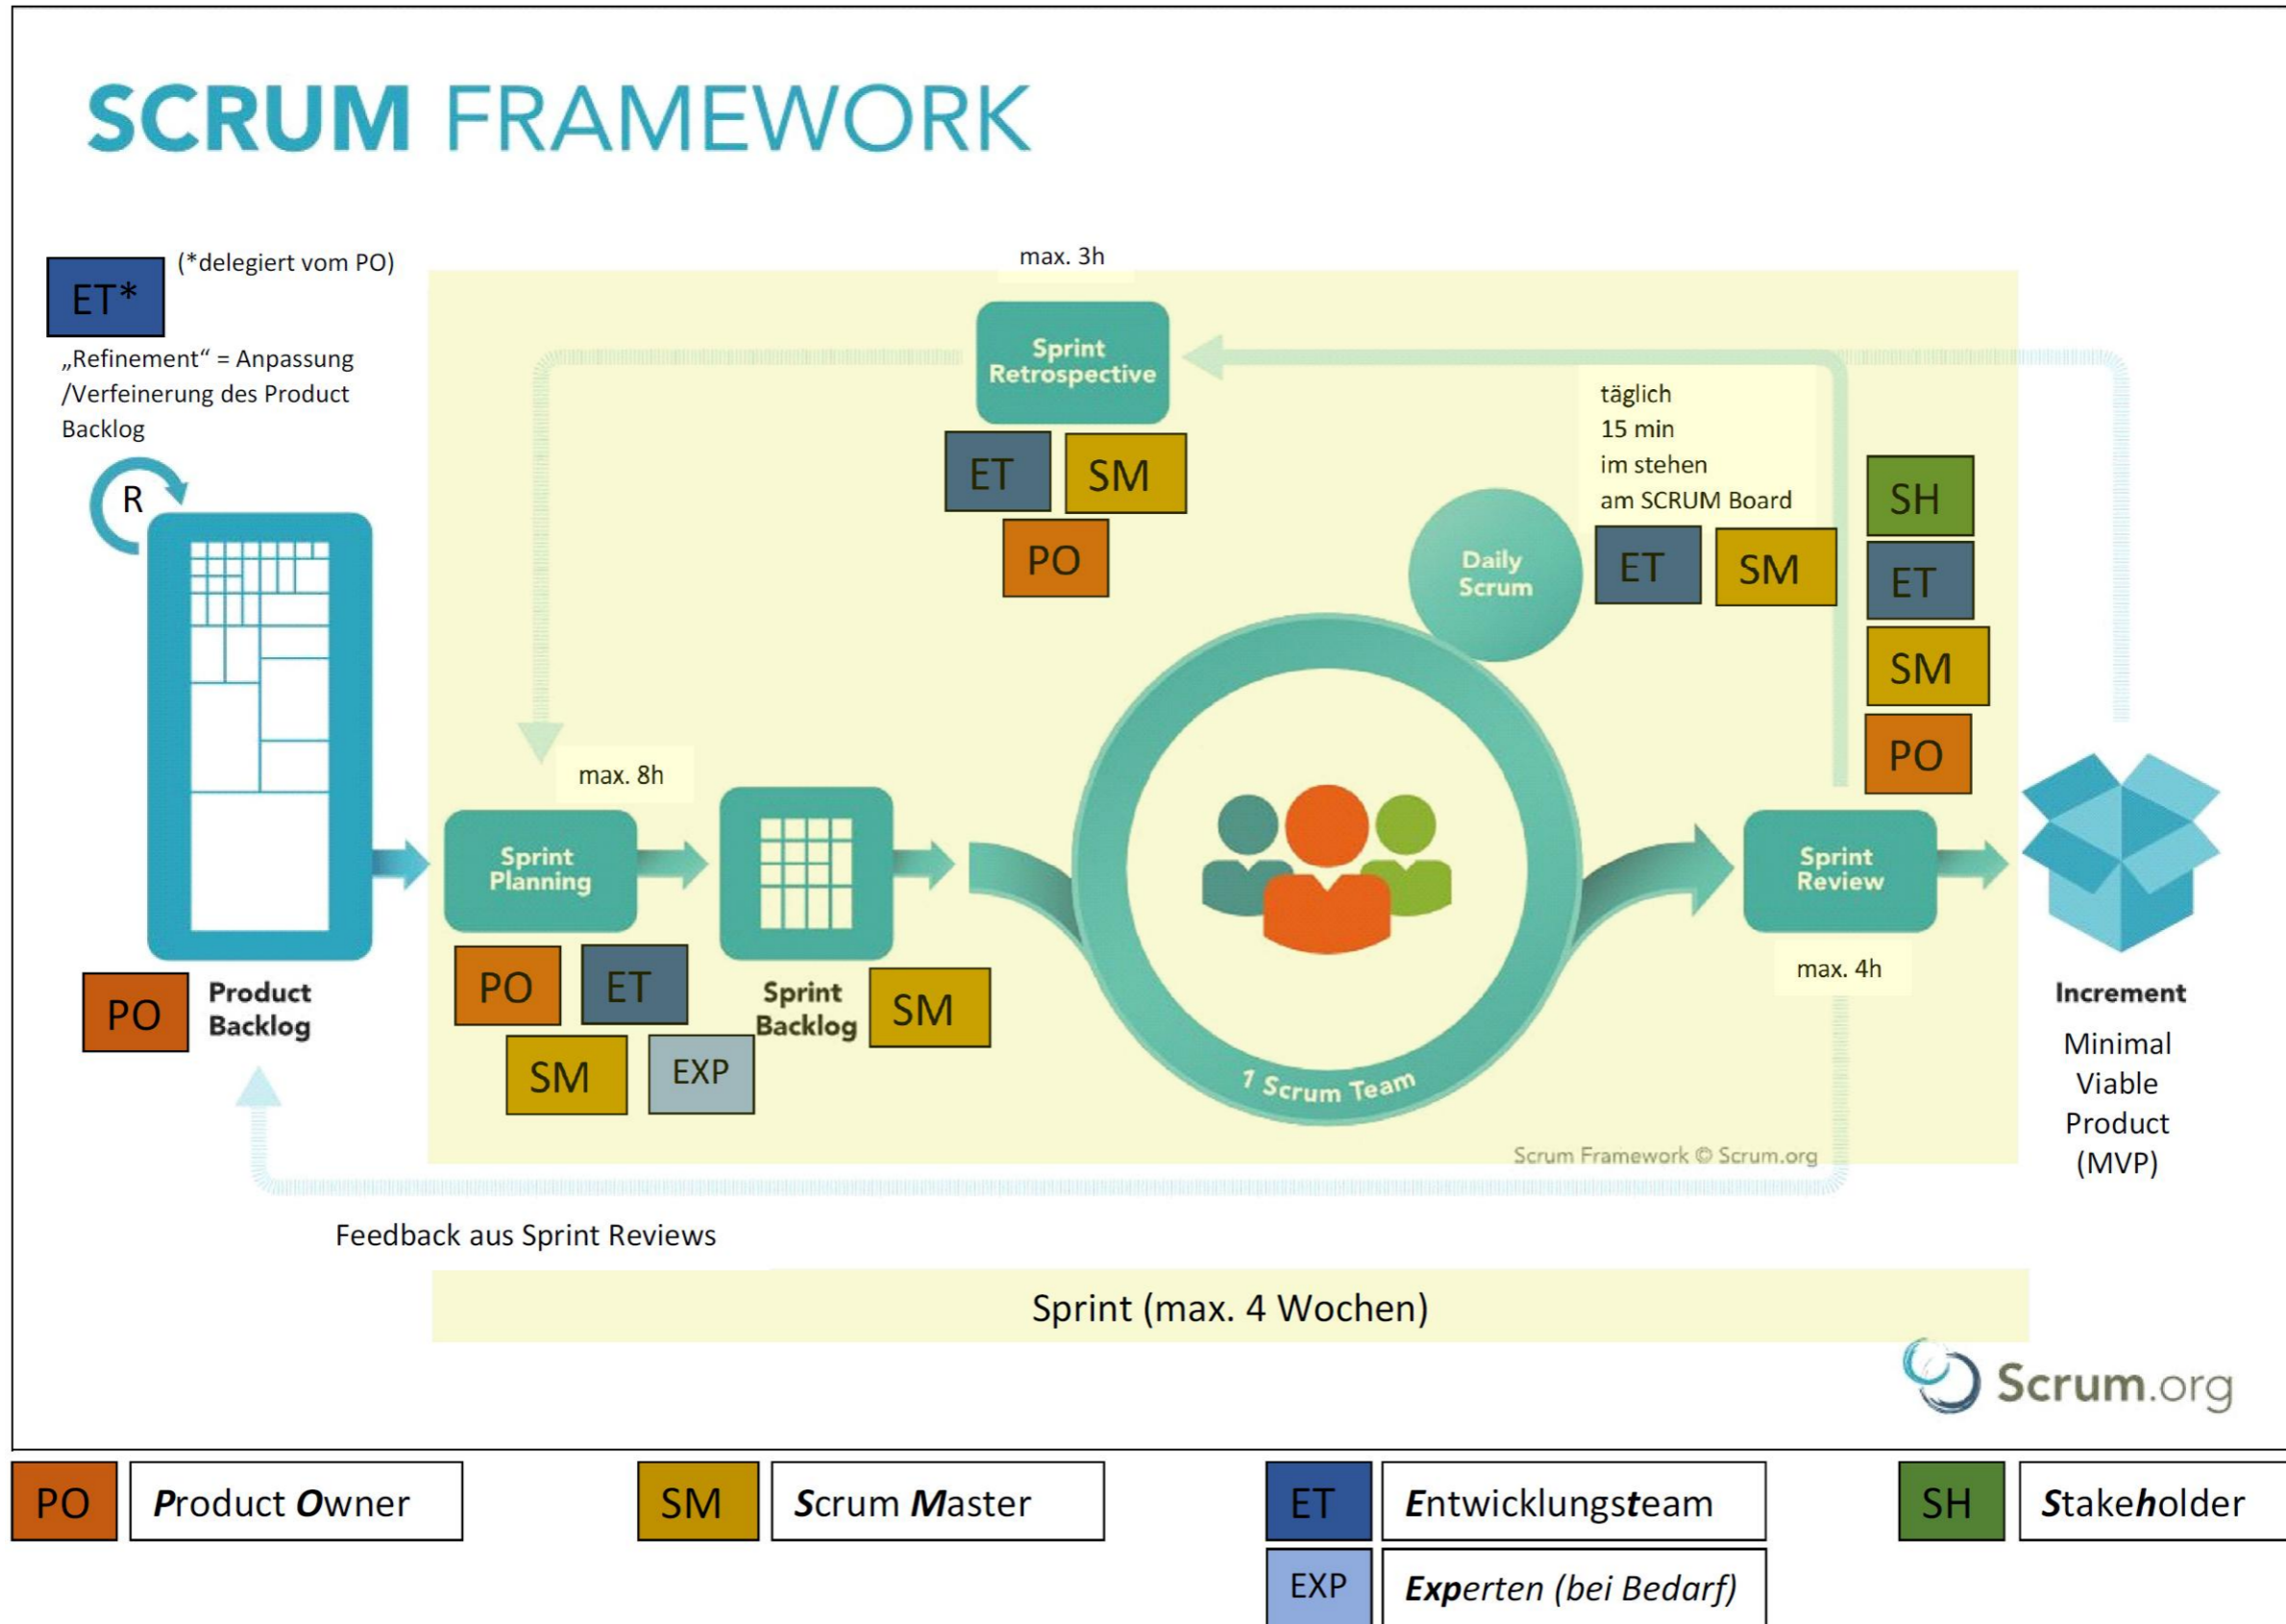 SCRUM FRAMEWORK
ET*
(*delegiert vom PO)
„Refinement“ = Anpassung
/Verfeinerung des Product
Backlog
R
PO
Product
Backlog
max. 3h
Sprint
Retrospective
ET
SM
PO
täglich
15 min
im stehen
am SCRUM Board
Daily
Scrum
ET
SM
SH
ET
SM
PO
max. 8h
Sprint
Planning
PO
ET
SM
EXP
Sprint
Backlog
SM
1 Scrum Team
Sprint
Review
max. 4h
Increment
Minimal
Viable
Product
(MVP)
Scrum Framework © Scrum.org
Feedback aus Sprint Reviews
Sprint (max. 4 Wochen)
Scrum.org
PO
Product Owner
SM
Scrum Master
ET
Entwicklungsteam
SH
Stakeholder
EXP
Experten (bei Bedarf)